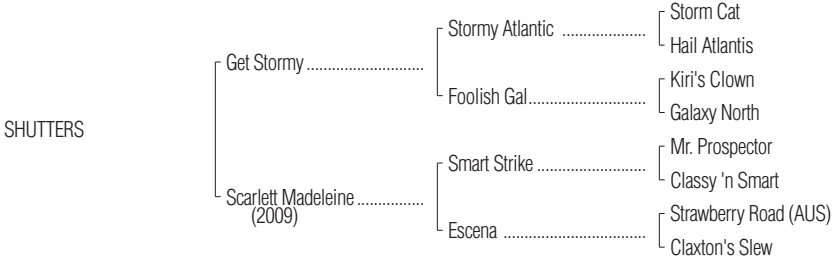 Storm Cat
Stormy Atlantic ....................
Hail Atlantis
Get Stormy ............................
Kiri's Clown
Foolish Gal............................
Galaxy North
SHUTTERS
Mr. Prospector
Smart Strike ..........................
Classy 'n Smart
Scarlett Madeleine ................
(2009)
Strawberry Road (AUS)
Escena ..................................
Claxton's Slew